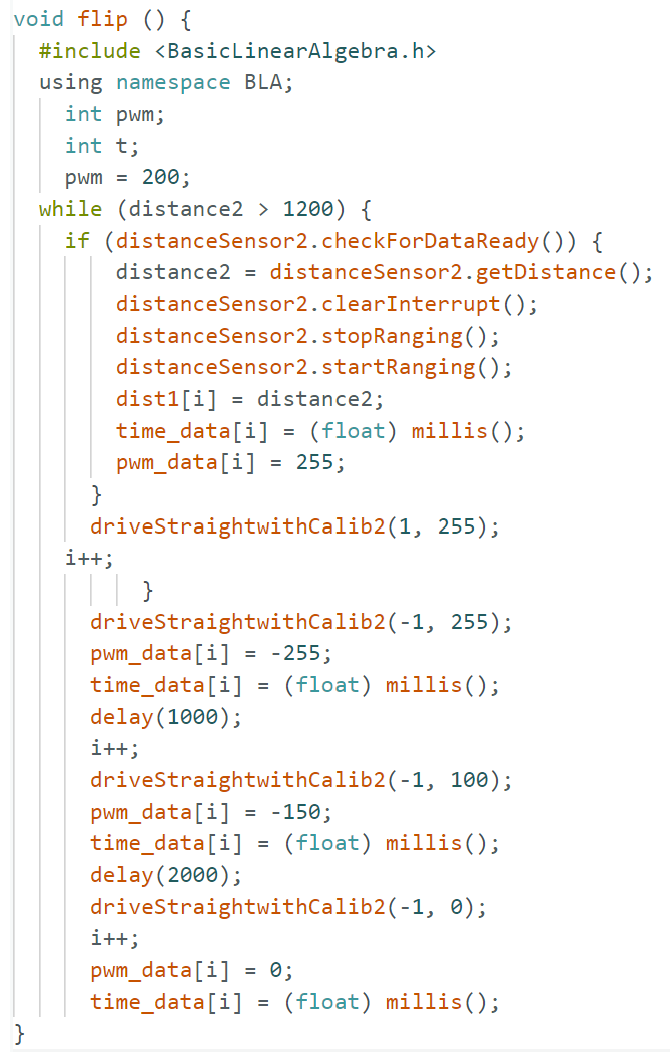 void flip () {
#include <BasicLinearAlgebra.h>
using namespace BLA;
int pwm;
int t;
pwm = 200;
while (distance2 > 1200) {
if (distanceSensor2.checkForDataReady()) {
distance2 = distanceSensor2.getDistance();
distanceSensor2.clearInterrupt();
distanceSensor2.stopRanging();
distanceSensor2.startRanging();
dist1[i] = distance2;
time_data[i] = (float) millis();
pwm_data[i] = 255;
}
driveStraightwithCalib2(1, 255);
i++;
}
driveStraightwithCalib2(-1, 255);
pwm_data[i] = -255;
time_data[i] = (float) millis();
delay(1000);
i++;
driveStraightwithCalib2(-1, 100);
pwm_data[i] = -150;
time_data[i] = (float) millis();
delay(2000);
driveStraightwithCalib2(-1, 0);
i++;
pwm_data[i] = 0;
time_data[i] = (float) millis();
}